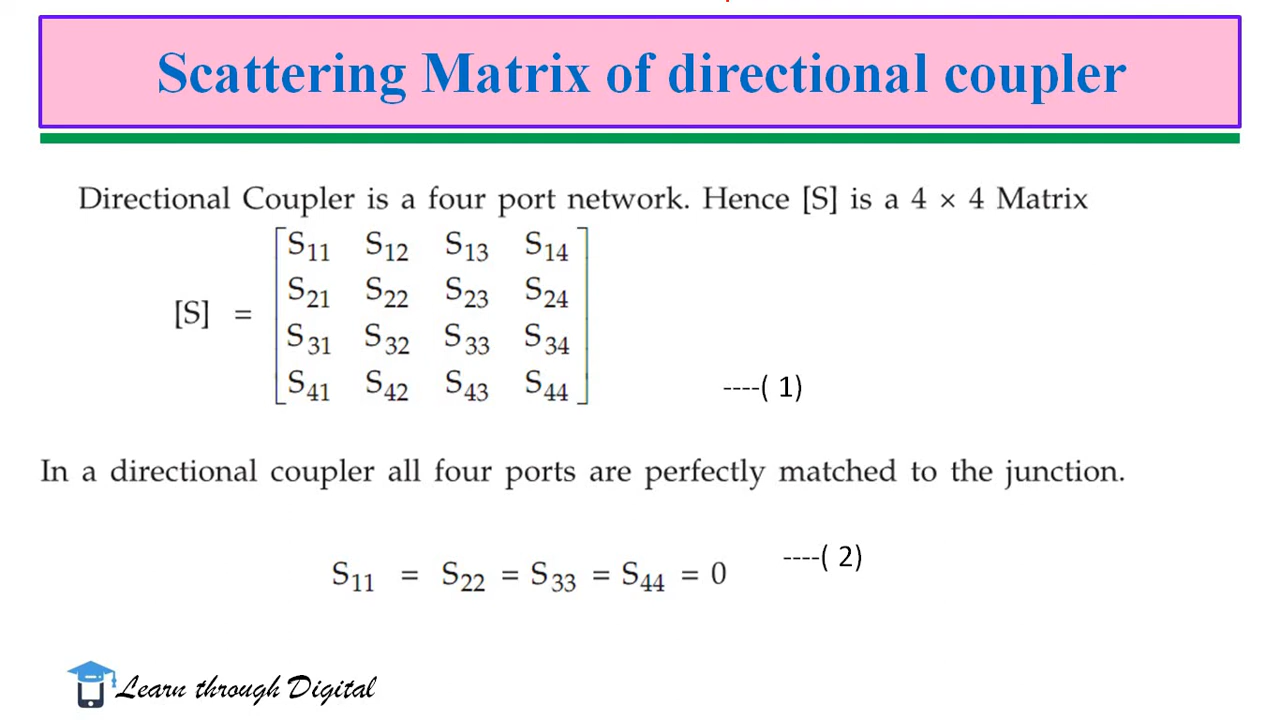 Scattering Matrix of directional coupler
Directional Coupler is a four port network. Hence [S] is a 4 × 4 Matrix
S11 S12 S13 S14
S21 S22 S23 S24
[S] =
S31 S32 S33 S34
S41 S42 S43 S44
----( 1)
In a directional coupler all four ports are perfectly matched to the junction.
S11 = S22 = S33 = S44 = 0
----( 2)
Learn through Digital